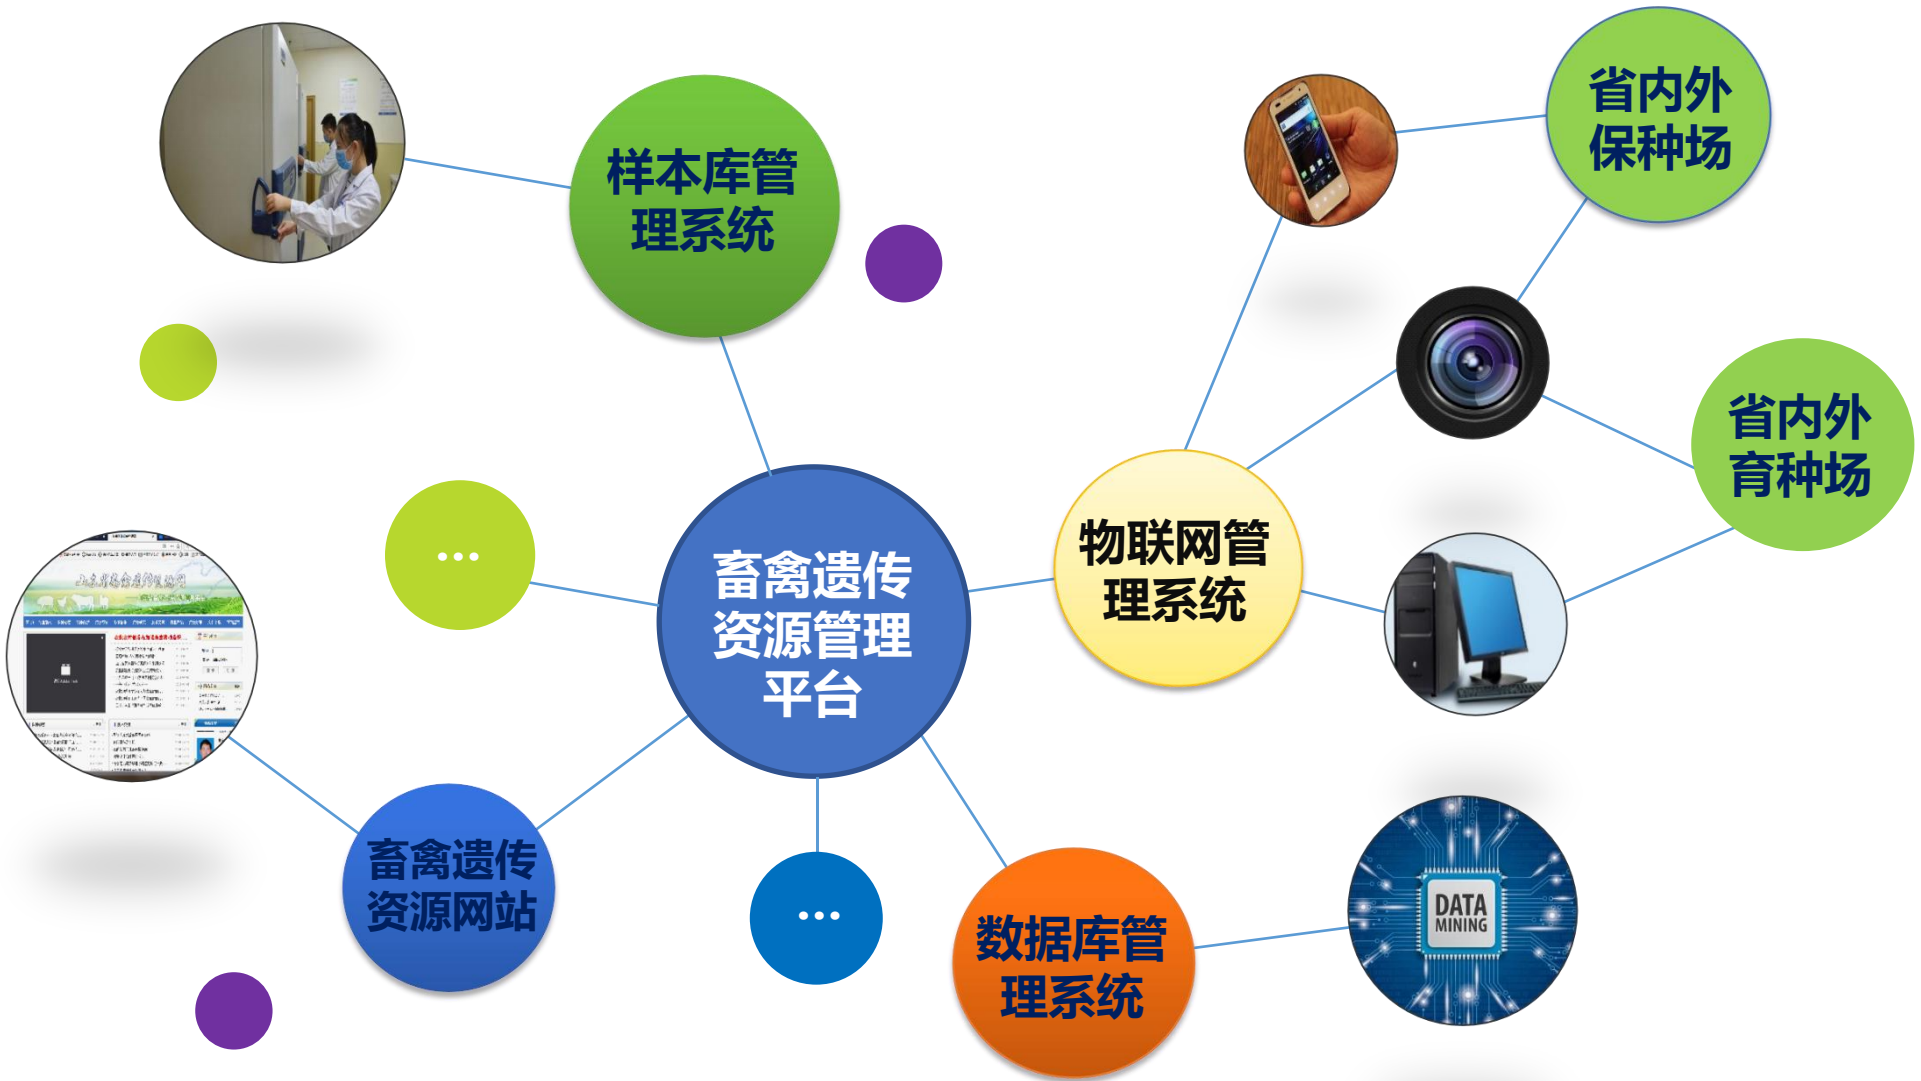 样本库管
理系统
省内外
保种场
省内外
育种场
物联网管
理系统
...
畜禽遗传
资源管理
平台
畜禽遗传
资源网站
...
数据库管
理系统
DATA
MINING